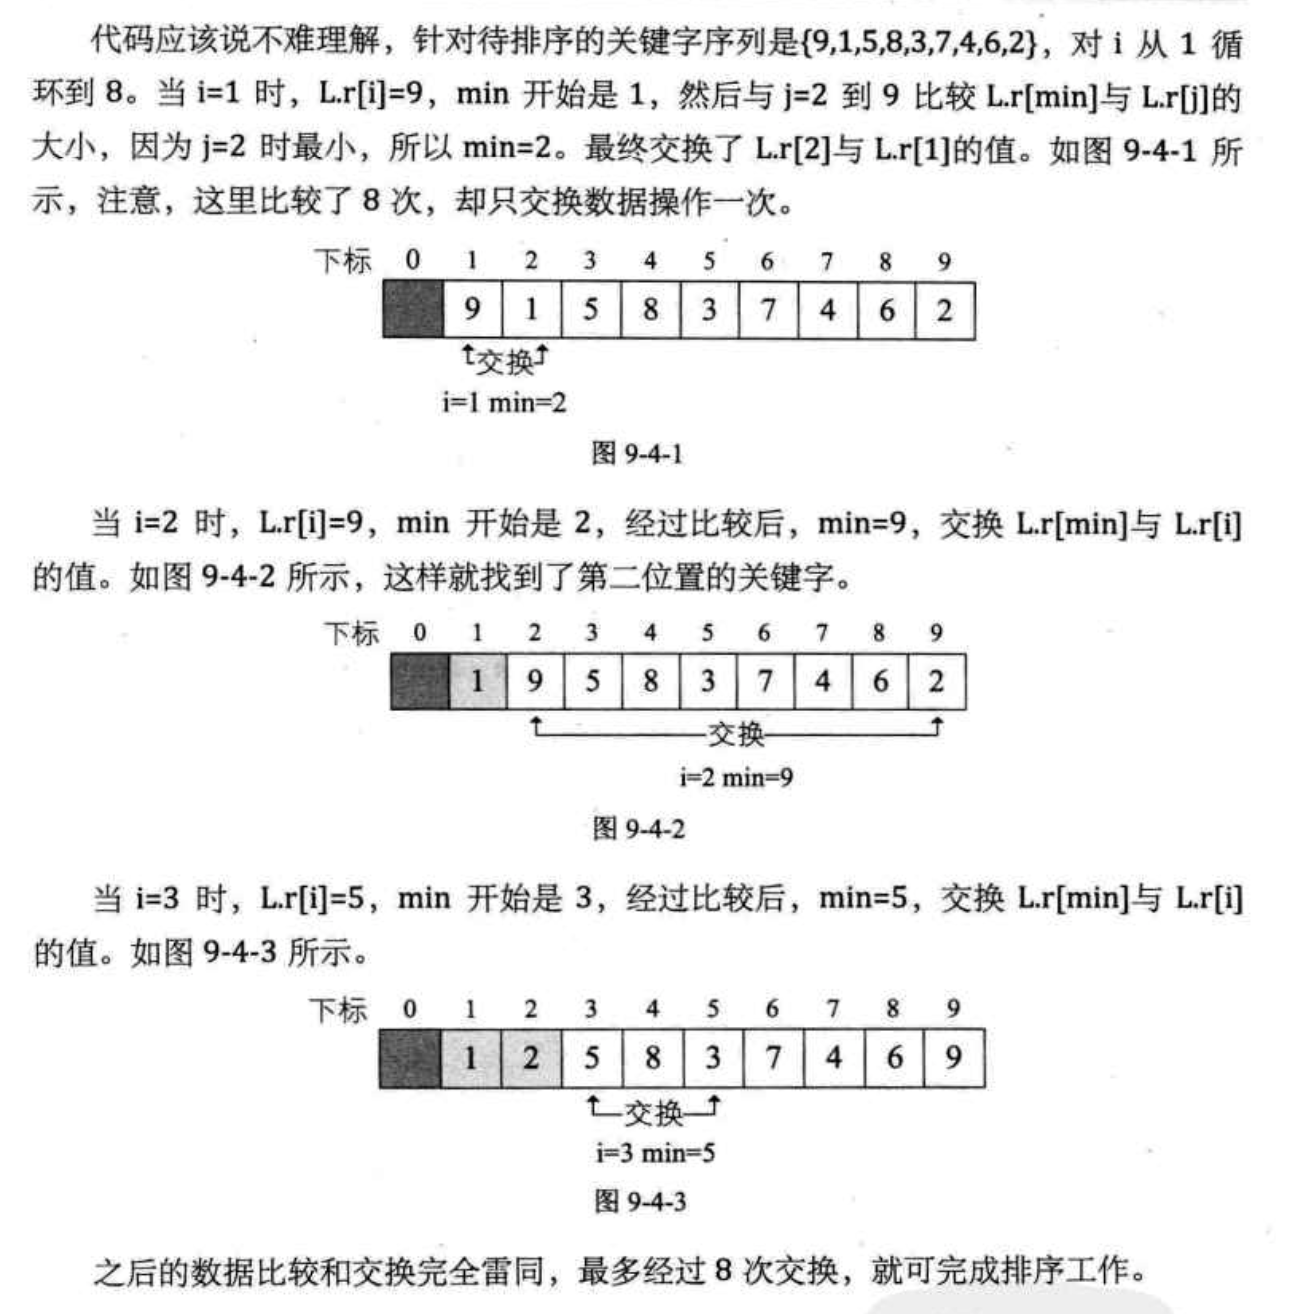 代码应该说不难理解，针对待排序的关键字序列是{9,1,5,8,3,7,4,6,2}，对 i 从 1 循
环到 8。当 i=1 时，L.r[i]=9，min 开始是 1，然后与 j=2 到 9 比较 L.r[min]与 L.r[j]的
大小，因为 j=2 时最小，所以 min=2。最终交换了 L.r[2]与 L.r[1]的值。如图 9-4-1 所
示，注意，这里比较了 8 次，却只交换数据操作一次。
下标 0 1 2 3 4 5 6 7 8 9
9 1 5 8 3 7 4 6 2
交换
i=1 min=2
图 9-4-1
当 i=2 时，L.r[i]=9，min 开始是 2，经过比较后，min=9，交换 L.r[min]与 L.r[i]
的值。如图 9-4-2 所示，这样就找到了第二位置的关键字。
下标 0 1 2 3 4 5 6 7 8 9
1 9 5 8 3 7 4 6 2
交换
i=2 min=9
图 9-4-2
当 i=3 时，L.r[i]=5，min 开始是 3，经过比较后，min=5，交换 L.r[min]与 L.r[i]
的值。如图 9-4-3 所示。
下标 0 1 2 3 4 5 6 7 8 9
1 2 5 8 3 7 4 6 9
交换
i=3 min=5
图 9-4-3
之后的数据比较和交换完全雷同，最多经过 8 次交换，就可完成排序工作。